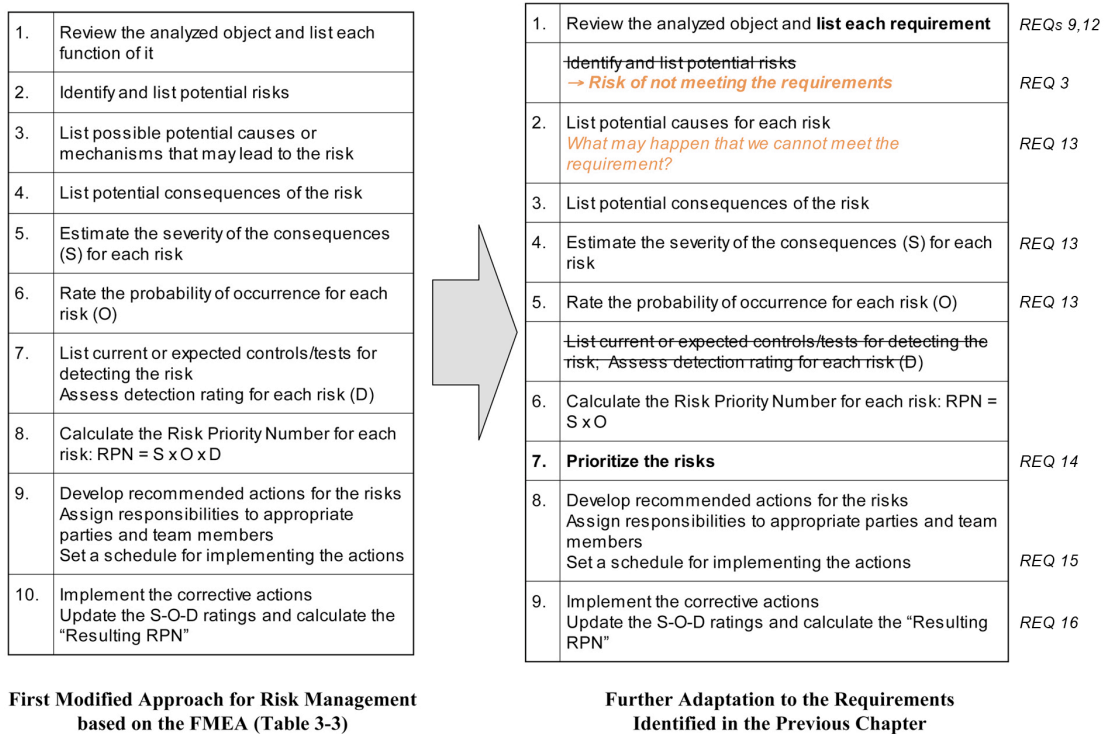 1. Review the analyzed object and list each
function of it
2. Identify and list potential risks
3. List possible potential causes or
mechanisms that may lead to the risk
4. List potential consequences of the risk
5. Estimate the severity of the consequences
(S) for each risk
6. Rate the probability of occurrence for each
risk (O)
7. List current or expected controls/tests for
detecting the risk
Assess detection rating for each risk (D)
8. Calculate the Risk Priority Number for each
risk: RPN = S x O x D
9. Develop recommended actions for the risks
Assign responsibilities to appropriate
parties and team members
Set a schedule for implementing the actions
10. Implement the corrective actions
Update the S-O-D ratings and calculate the
“Resulting RPN”
First Modified Approach for Risk Management
based on the FMEA (Table 3-3)
1. Review the analyzed object and list each requirement REQs 9,12
Identify and list potential risks
→ Risk of not meeting the requirements REQ 3
2. List potential causes for each risk
What may happen that we cannot meet the REQ 13
requirement?
3. List potential consequences of the risk
4. Estimate the severity of the consequences (S) for each REQ 13
risk
5. Rate the probability of occurrence for each risk (O) REQ 13
List current or expected controls/tests for detecting the
risk; Assess detection rating for each risk (D)
6. Calculate the Risk Priority Number for each risk: RPN =
S x O
7. Prioritize the risks REQ 14
8. Develop recommended actions for the risks
Assign responsibilities to appropriate parties and team
members
Set a schedule for implementing the actions REQ 15
9. Implement the corrective actions
Update the S-O-D ratings and calculate the “Resulting REQ 16
RPN”
Further Adaptation to the Requirements
Identified in the Previous Chapter